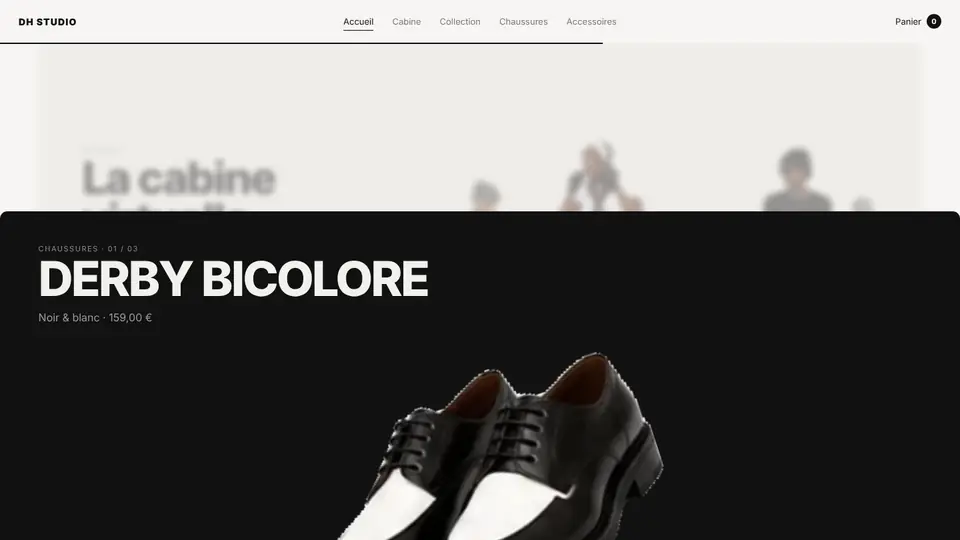 DH STUDIO
Accueil
Cabine
Collection
Chaussures
Accessoires
Panier 0
La cabine
virtuelle
CHAUSSURES · 01 / 03
DERBY BICOLORE
Noir & blanc · 159,00 €